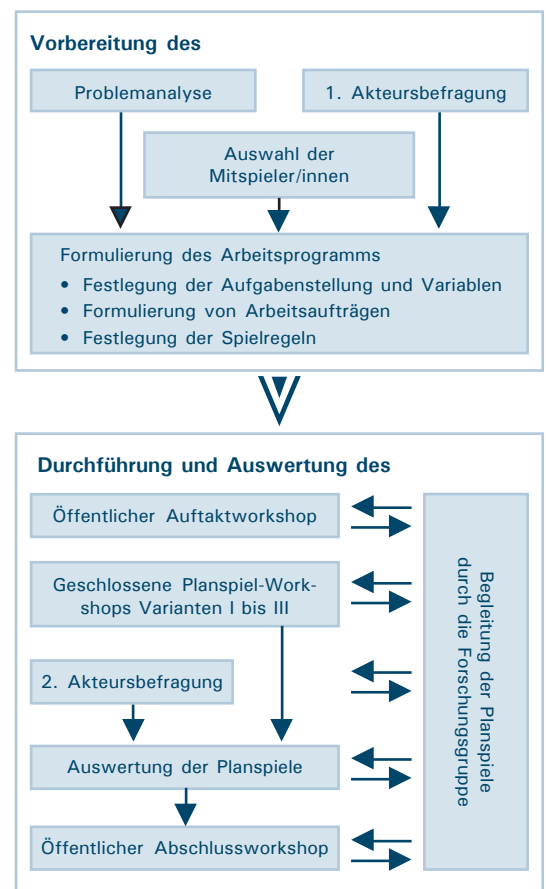 Vorbereitung des
Problemanalyse
1. Akteursbefragung
Auswahl der
Mitspieler/innen
Formulierung des Arbeitsprogramms
• Festlegung der Aufgabenstellung und Variablen
• Formulierung von Arbeitsaufträgen
• Festlegung der Spielregeln
Durchführung und Auswertung des
Öffentlicher Auftaktworkshop
Geschlossene Planspiel-Work-
shops Varianten I bis III
2. Akteursbefragung
Auswertung der Planspiele
Öffentlicher Abschlussworkshop
Begleitung der Planspiele
durch die Forschungsgruppe